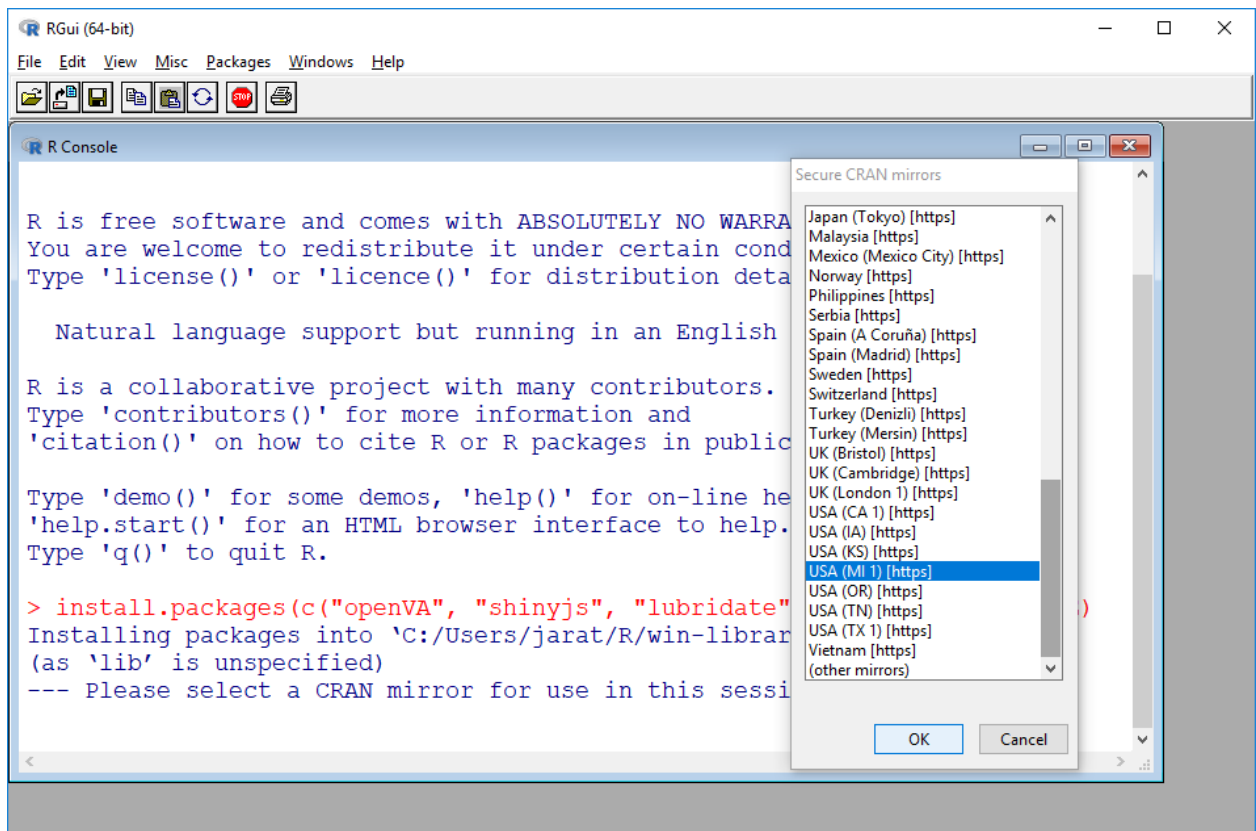 RGui (64-bit)
File Edit View Misc Packages Windows Help
STOP
R Console
R is free software and comes with ABSOLUTELY NO WARRA
You are welcome to redistribute it under certain cond
Type 'license()' or 'licence()' for distribution deta
Natural language support but running in an English
R is a collaborative project with many contributors.
Type 'contributors()' for more information and
'citation()' on how to cite R or R packages in public
Type 'demo()' for some demos, 'help()' for on-line he
'help.start()' for an HTML browser interface to help.
Type 'q()' to quit R.
> install.packages(c("openVA", "shinyjs", "lubridate" )
Installing packages into ‘C:/Users/jarat/R/win-librar
(as ‘lib’ is unspecified)
--- Please select a CRAN mirror for use in this sessi
Secure CRAN mirrors
Japan (Tokyo) [https]
Malaysia [https]
Mexico (Mexico City) [https]
Norway [https]
Philippines [https]
Serbia [https]
Spain (A Coruña) [https]
Spain (Madrid) [https]
Sweden [https]
Switzerland [https]
Turkey (Denizli) [https]
Turkey (Mersin) [https]
UK (Bristol) [https]
UK (Cambridge) [https]
UK (London 1) [https]
USA (CA 1) [https]
USA (IA) [https]
USA (KS) [https]
USA (MI 1) [https]
USA (OR) [https]
USA (TN) [https]
USA (TX 1) [https]
Vietnam [https]
(other mirrors)
OK Cancel